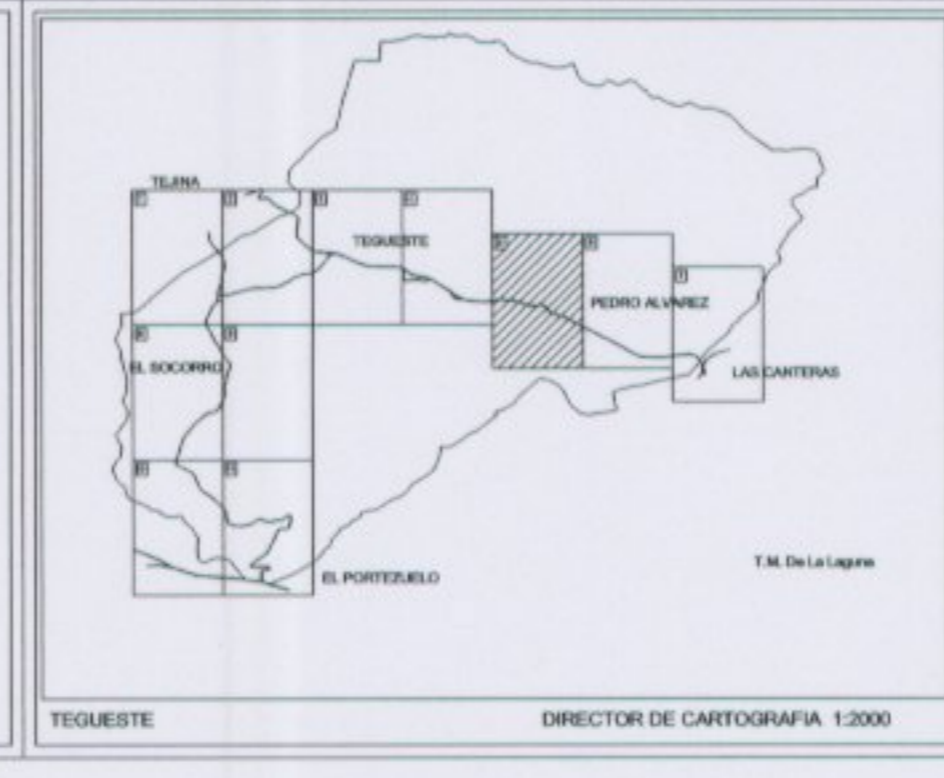 TEJINA
TEGUESTE
PEDRO ALVAREZ
EL SOCORRO
LAS CANTERAS
EL PORTEZUELO
T.M. De La Laguna
TEGUESTE
DIRECTOR DE CARTOGRAFIA 1:2000